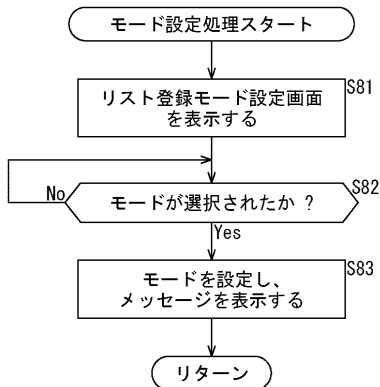 モード設定処理スタート
S81
リスト登録モード設定画面
を表示する
S82
No
モードが選択されたか ?
Yes
S83
モードを設定し、
メッセージを表示する
リターン